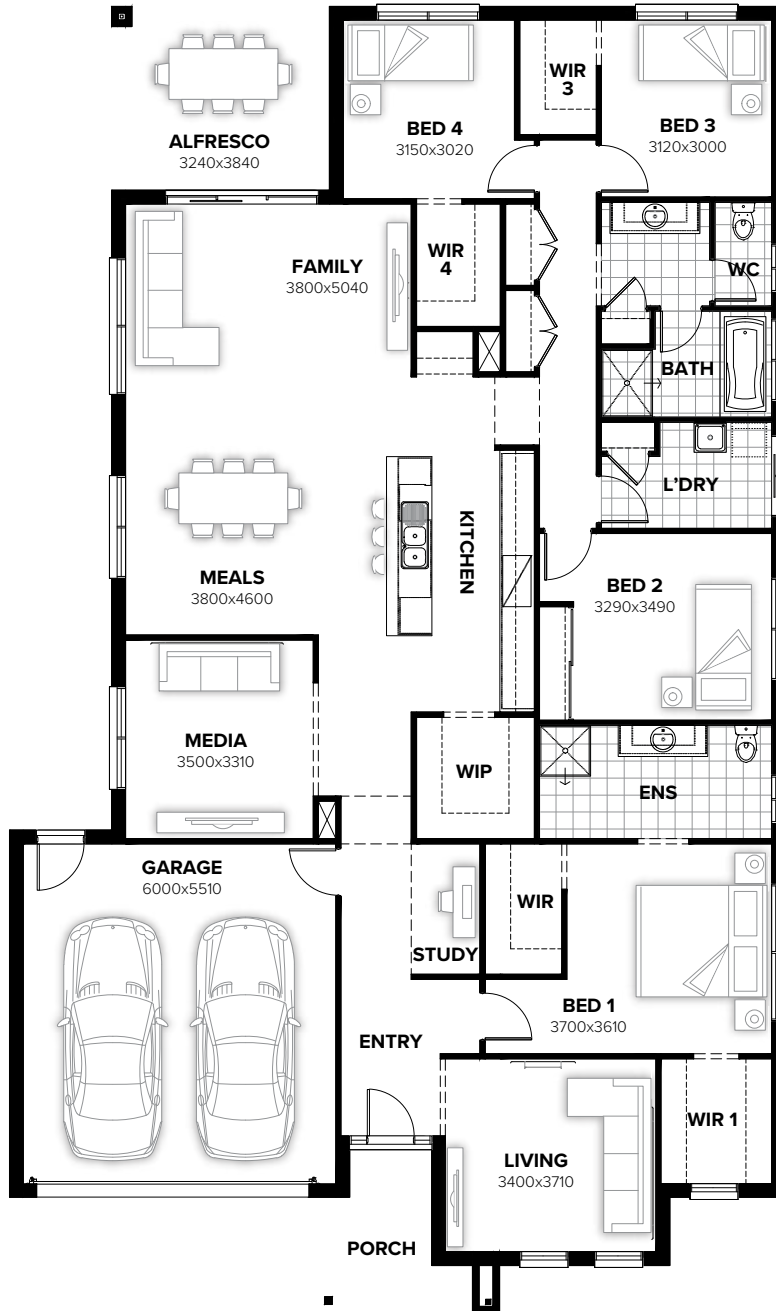 WIR
3
BED 4
3150x3020
BED 3
3120x3000
ALFRESCO
3240x3840
WIR
4
FAMILY
3800x5040
WC
BATH
L'DRY
KITCHEN
MEALS
3800x4600
BED 2
3290x3490
MEDIA
3500x3310
WIP
ENS
GARAGE
6000x5510
WIR
STUDY
BED 1
3700x3610
ENTRY
WIR 1
LIVING
3400x3710
PORCH